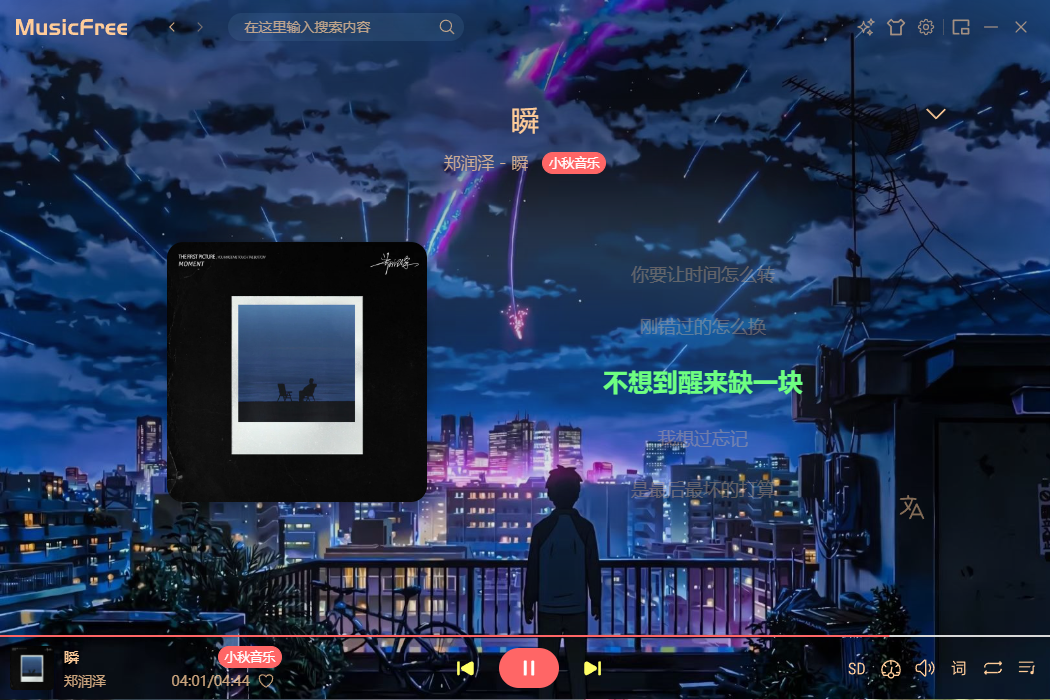 MusicFree
在这里输入搜索内容
瞬
郑润泽 - 瞬 小秋音乐
THE FIRST PICTURE
MOMENT
你要让时间怎么转
刚错过的怎么换
不想到醒来缺一块
我想过忘记
是最后最坏的打算
瞬 小秋音乐
郑润泽 04:01/04:44
SD 词